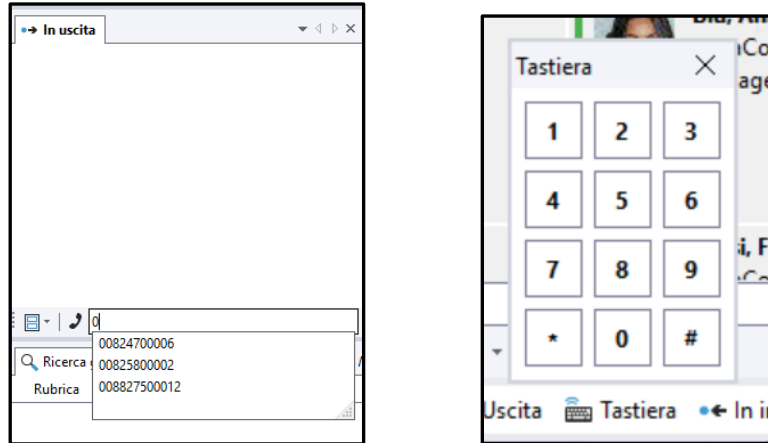 In uscita
0
00824700006
00825800002
008827500012
Ricerca
Rubrica
Tastiera
1 2 3
4 5 6
7 8 9
* 0 #
Uscita Tastiera In